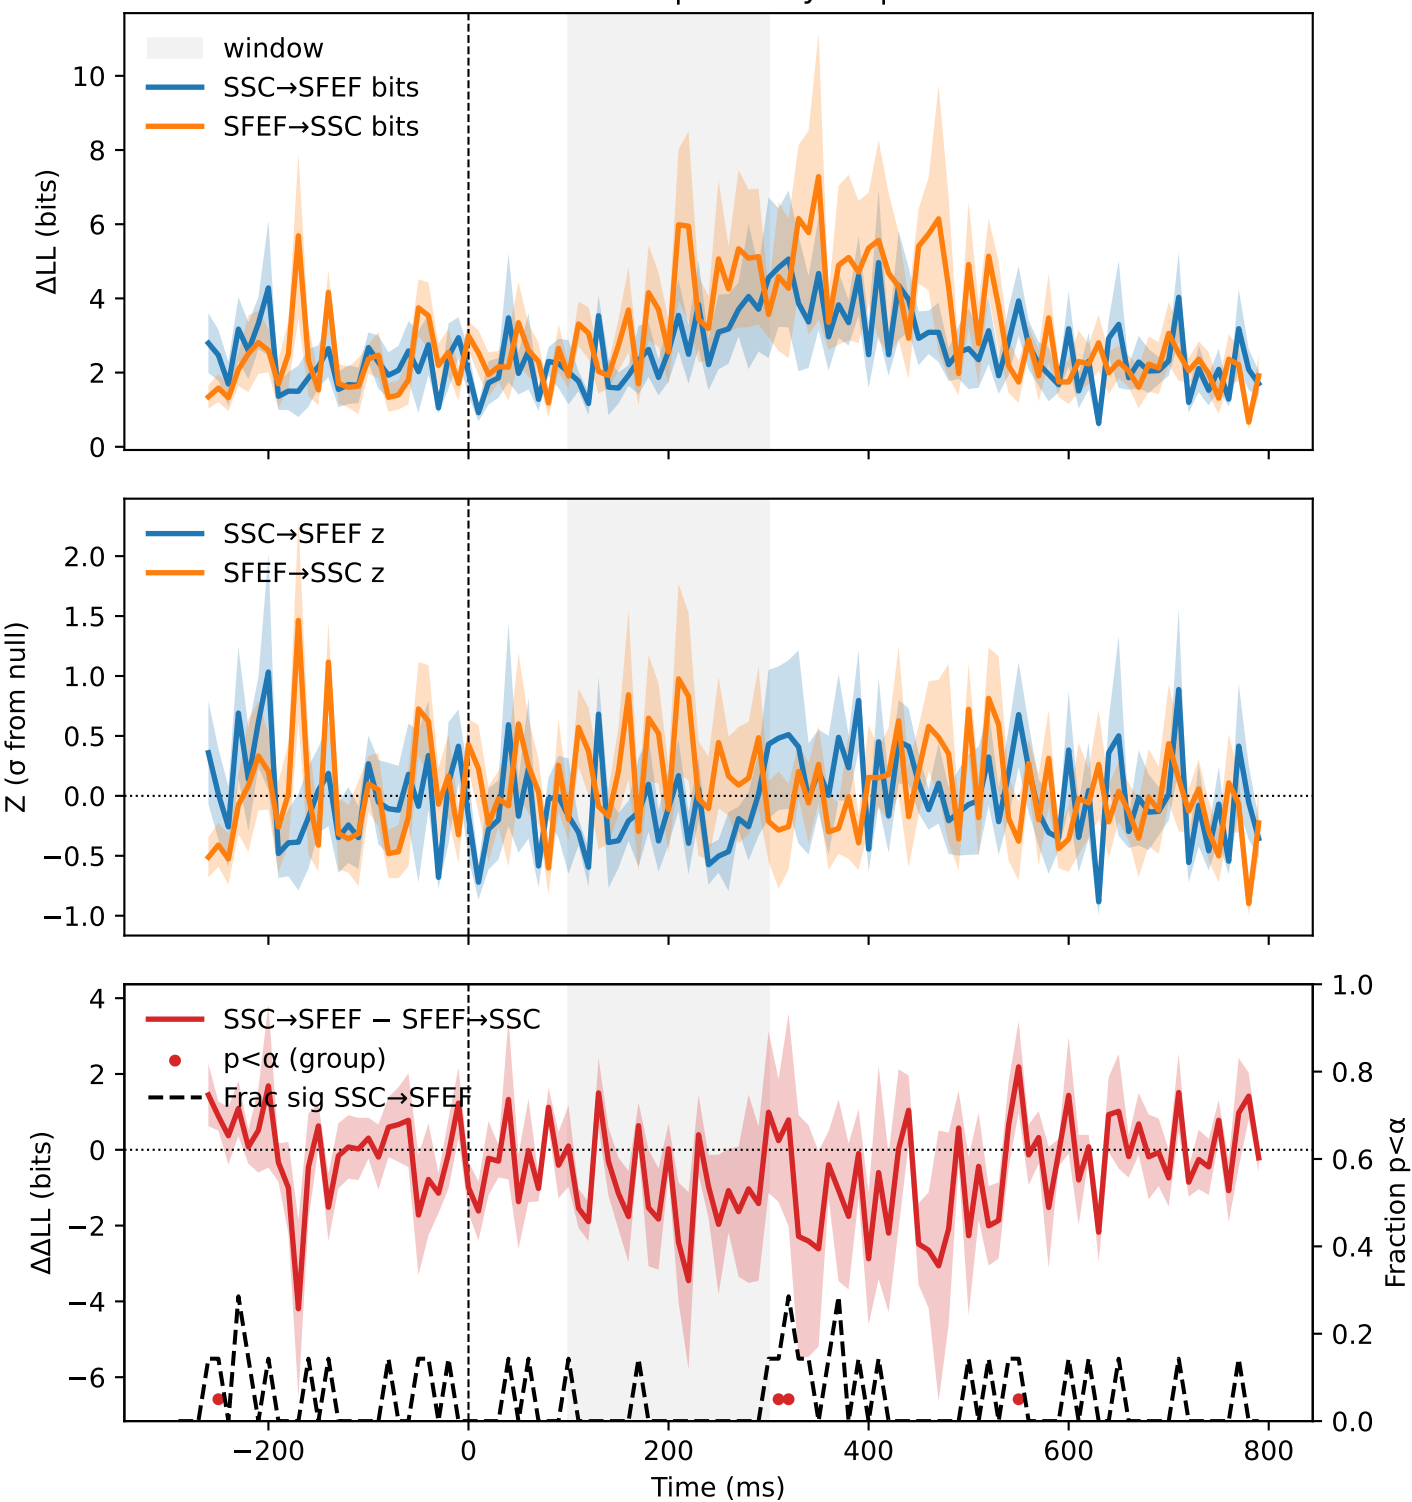 window
SSC→SFEF bits
SFEF→SSC bits
ΔLL (bits)
10
8
6
4
2
0
SSC→SFEF z
SFEF→SSC z
Z (σ from null)
2.0
1.5
1.0
0.5
0.0
−0.5
−1.0
SSC→SFEF − SFEF→SSC
p<α (group)
Frac sig SSC→SFEF
ΔΔLL (bits)
4
2
0
−2
−4
−6
1.0
0.8
0.6
0.4
0.2
0.0
Fraction p<α
−200 0 200 400 600 800
Time (ms)